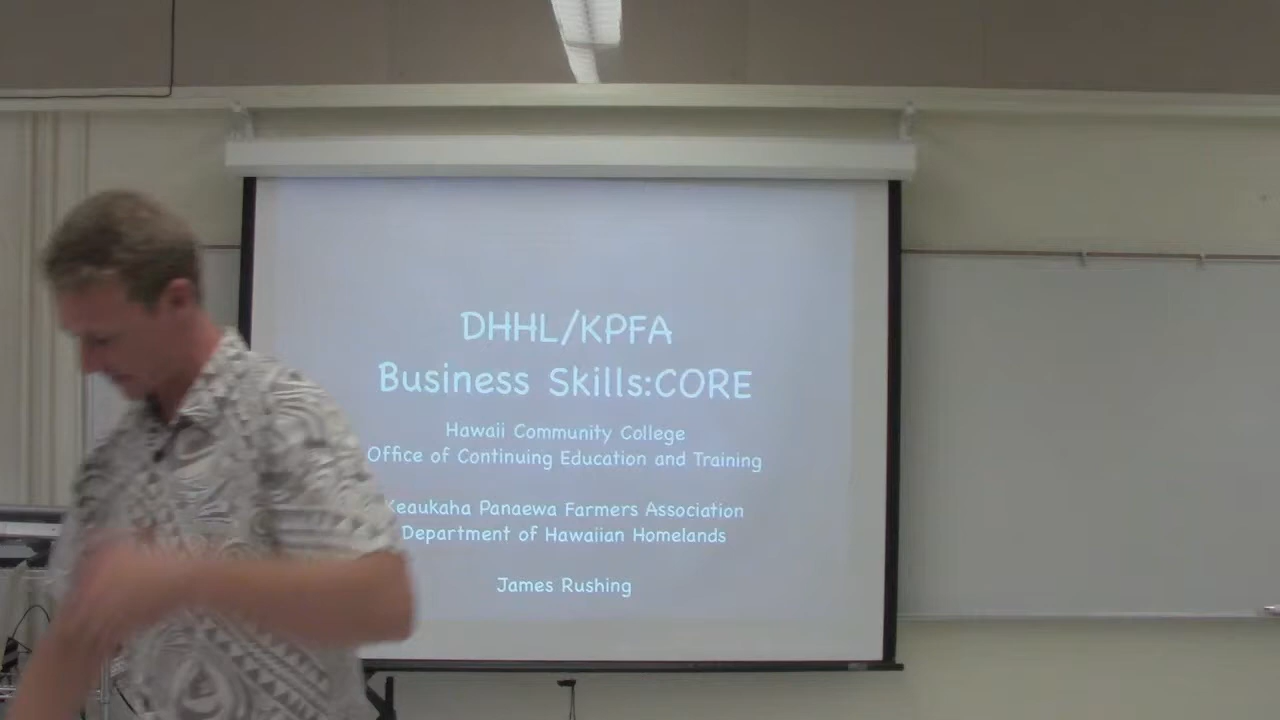 DHHL/KPFA
Business Skills:CORE
Hawaii Community College
Office of Continuing Education and Training
Keaukaha Panaewa Farmers Association
Department of Hawaiian Homelands
James Rushing